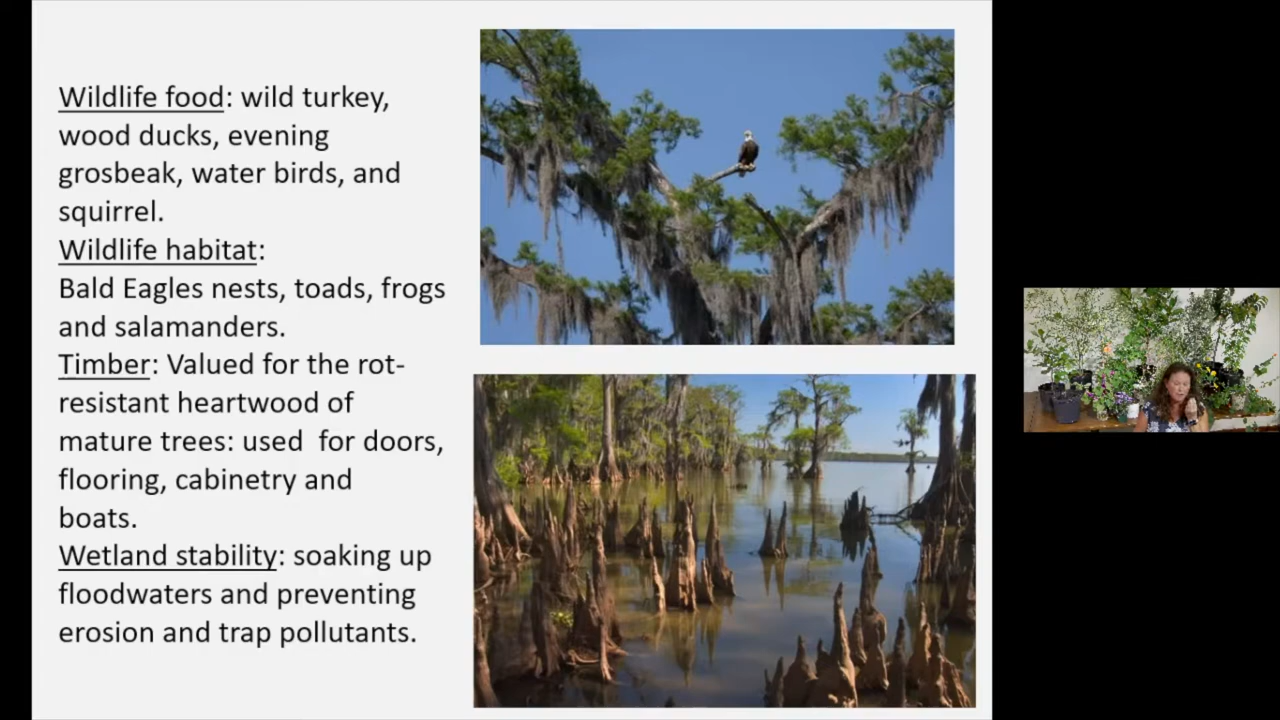 Wildlife food: wild turkey,
wood ducks, evening
grosbeak, water birds, and
squirrel.
Wildlife habitat:
Bald Eagles nests, toads, frogs
and salamanders.
Timber: Valued for the rot-
resistant heartwood of
mature trees: used  for doors,
flooring, cabinetry and
boats.
Wetland stability: soaking up
floodwaters and preventing
erosion and trap pollutants.